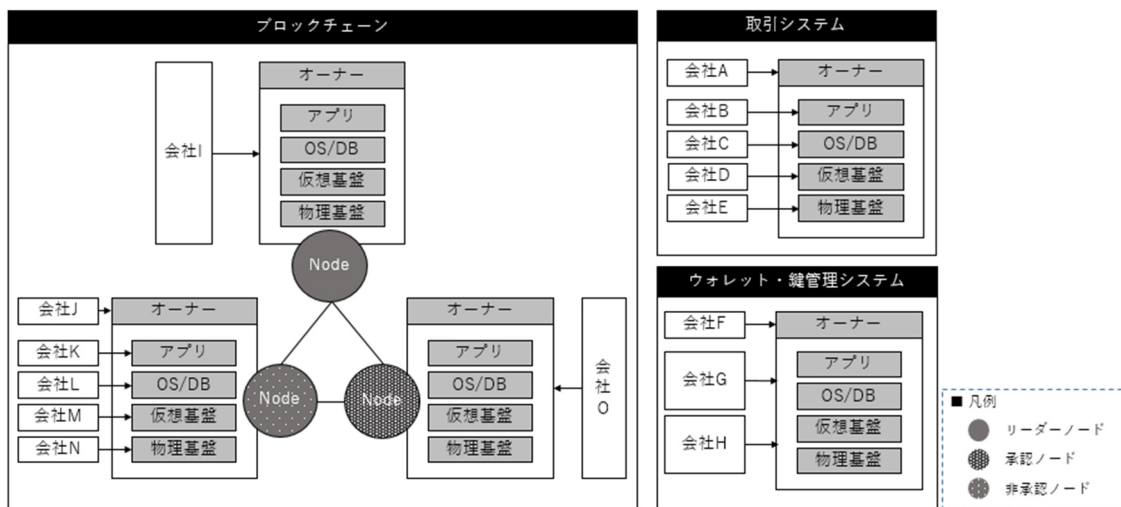 ブロックチェーン
会社I
オーナー
アプリ
OS/DB
仮想基盤
物理基盤
Node
会社J
会社K
会社L
会社M
会社N
オーナー
アプリ
OS/DB
仮想基盤
物理基盤
Node
Node
オーナー
アプリ
OS/DB
仮想基盤
物理基盤
会社O
取引システム
会社A
会社B
会社C
会社D
会社E
オーナー
アプリ
OS/DB
仮想基盤
物理基盤
ウォレット・鍵管理システム
会社F
会社G
会社H
オーナー
アプリ
OS/DB
仮想基盤
物理基盤
■ 凡例
リーダーノード
承認ノード
非承認ノード